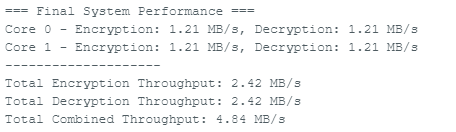 === Final System Performance ===
Core 0 - Encryption: 1.21 MB/s, Decryption: 1.21 MB/s
Core 1 - Encryption: 1.21 MB/s, Decryption: 1.21 MB/s
--------------------
Total Encryption Throughput: 2.42 MB/s
Total Decryption Throughput: 2.42 MB/s
Total Combined Throughput: 4.84 MB/s